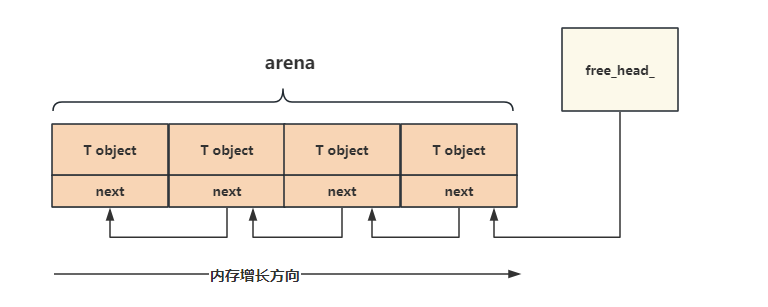 free_head_
arena
T object T object T object T object
next next next next
内存增长方向